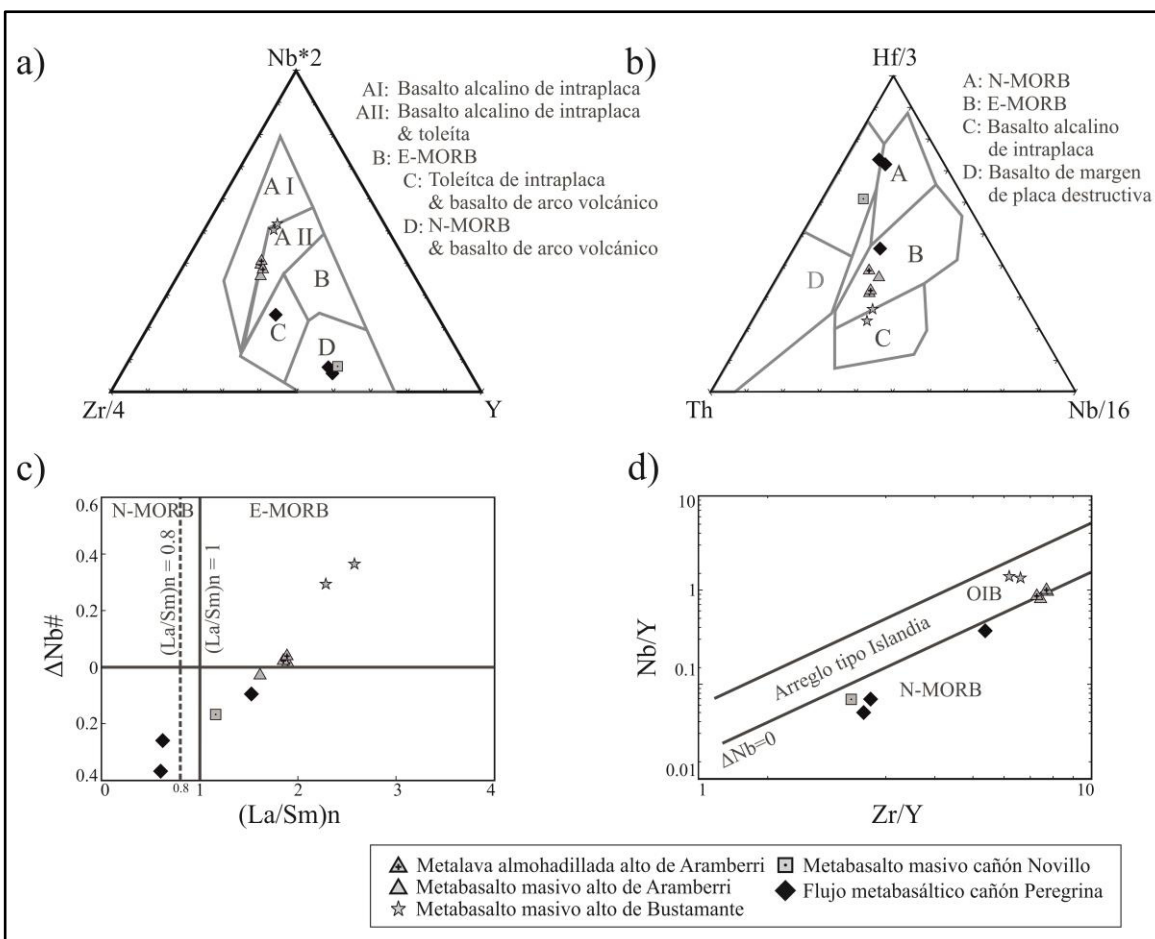 a)
Nb*2
AI: Basalto alcalino de intraplaca
AII: Basalto alcalino de intraplaca
& toleíta
B: E-MORB
C: Toleítca de intraplaca
& basalto de arco volcánico
D: N-MORB
& basalto de arco volcánico
A I
A II
B
C
D
Zr/4
Y
b)
Hf/3
A: N-MORB
B: E-MORB
C: Basalto alcalino
de intraplaca
D: Basalto de margen
de placa destructiva
A
B
D
C
Th
Nb/16
c)
0.6
0.4
0.2
0
0.2
0.4
ΔNb#
N-MORB
E-MORB
(La/Sm)n = 0.8
(La/Sm)n = 1
0
0.8
1
2
3
4
(La/Sm)n
d)
10
1
0.1
0.01
Nb/Y
OIB
Arreglo tipo Islandia
N-MORB
ΔNb=0
1
10
Zr/Y
Metalava almohadillada alto de Aramberri
Metabasalto masivo alto de Aramberri
Metabasalto masivo alto de Bustamante
Metabasalto masivo cañón Novillo
Flujo metabasáltico cañón Peregrina